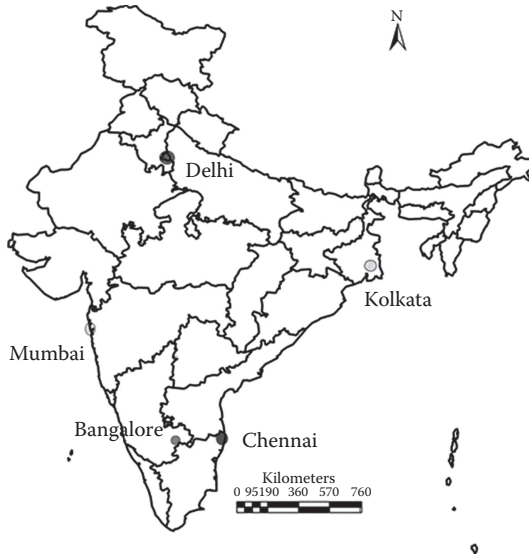 N
Delhi
Kolkata
Mumbai
Bangalore
Chennai
Kilometers
0 95190 360 570 760